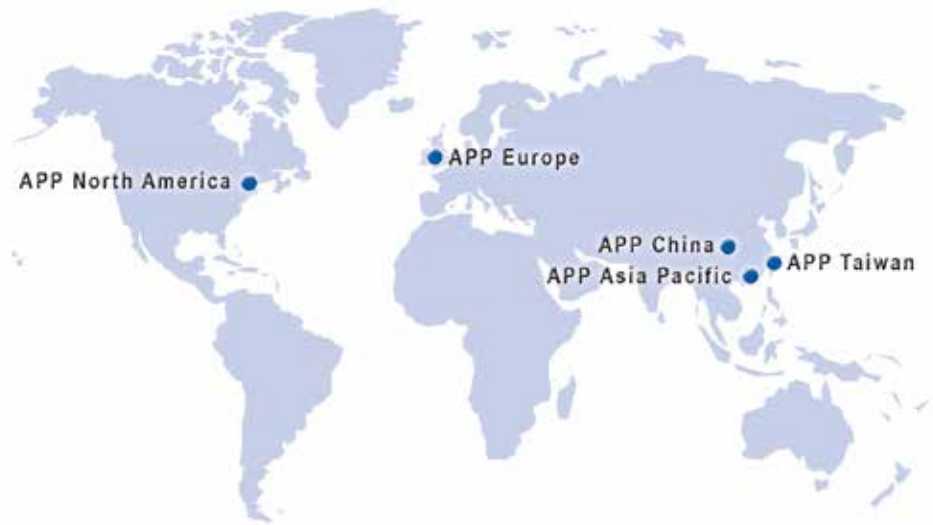 APP Europe
APP North America
APP China
APP Taiwan
APP Asia Pacific